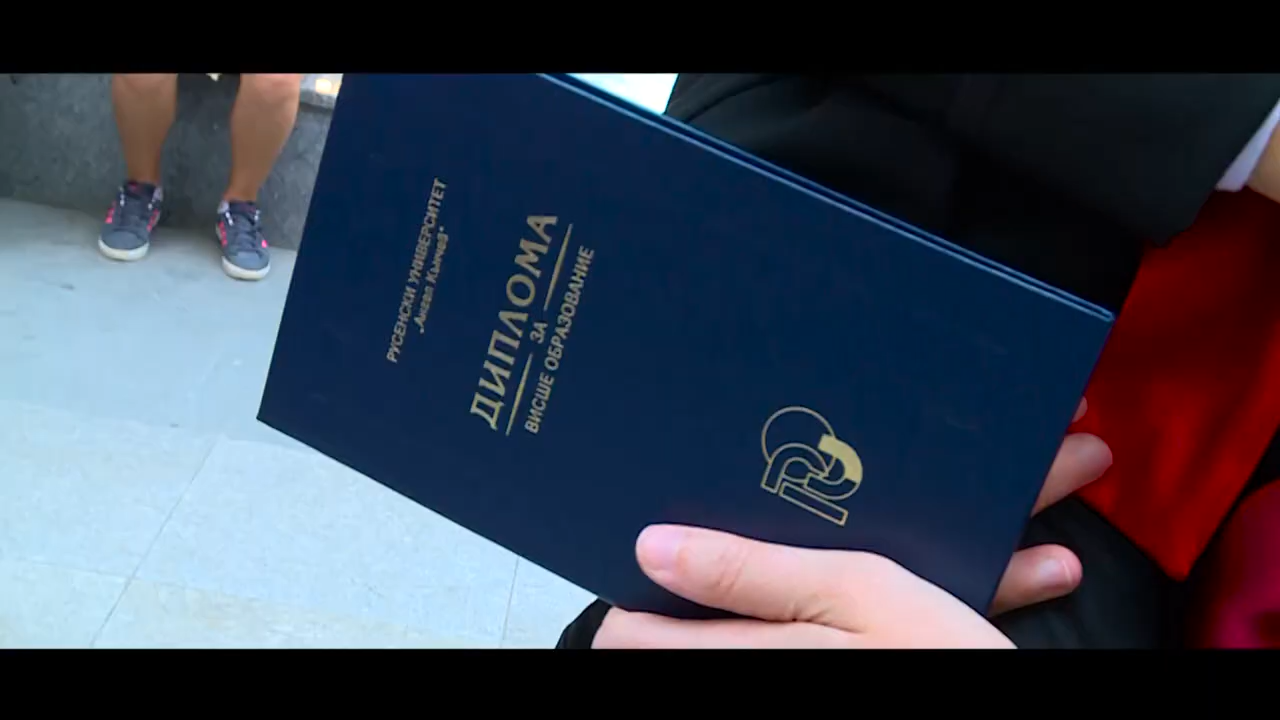 РУСЕНСКИ УНИВЕРСИТЕТ
„Ангел Кънчев“
ДИПЛОМА
ЗА
ВИСШЕ ОБРАЗОВАНИЕ